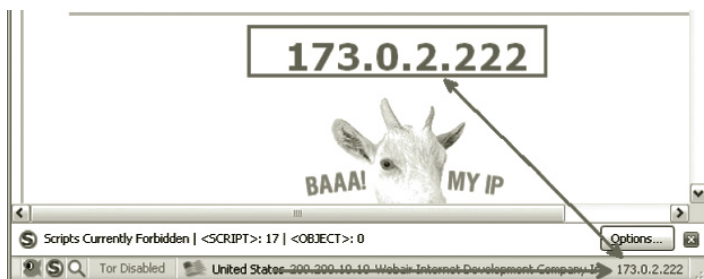 173.0.2.222
BAAA! MY IP
Scripts Currently Forbidden | <SCRIPT>: 17 | <OBJECT>: 0
Options...
Tor Disabled
United States 200.200.10.10 Webair Internet Development Company
173.0.2.222